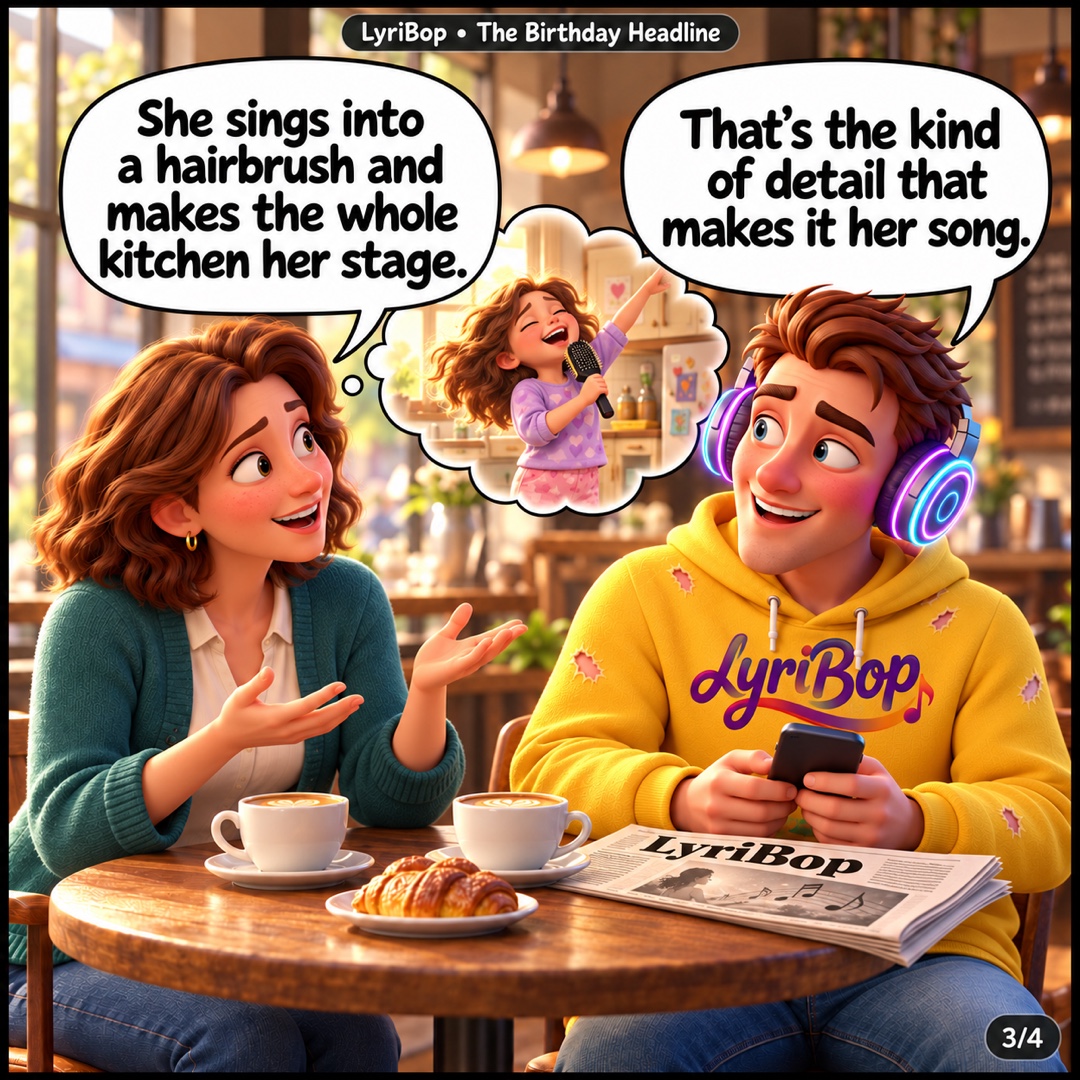 LyriBop • The Birthday Headline
She sings into
a hairbrush and
makes the whole
kitchen her stage.
That's the kind
of detail that
makes it her song.
LyriBop
LyriBop
3/4